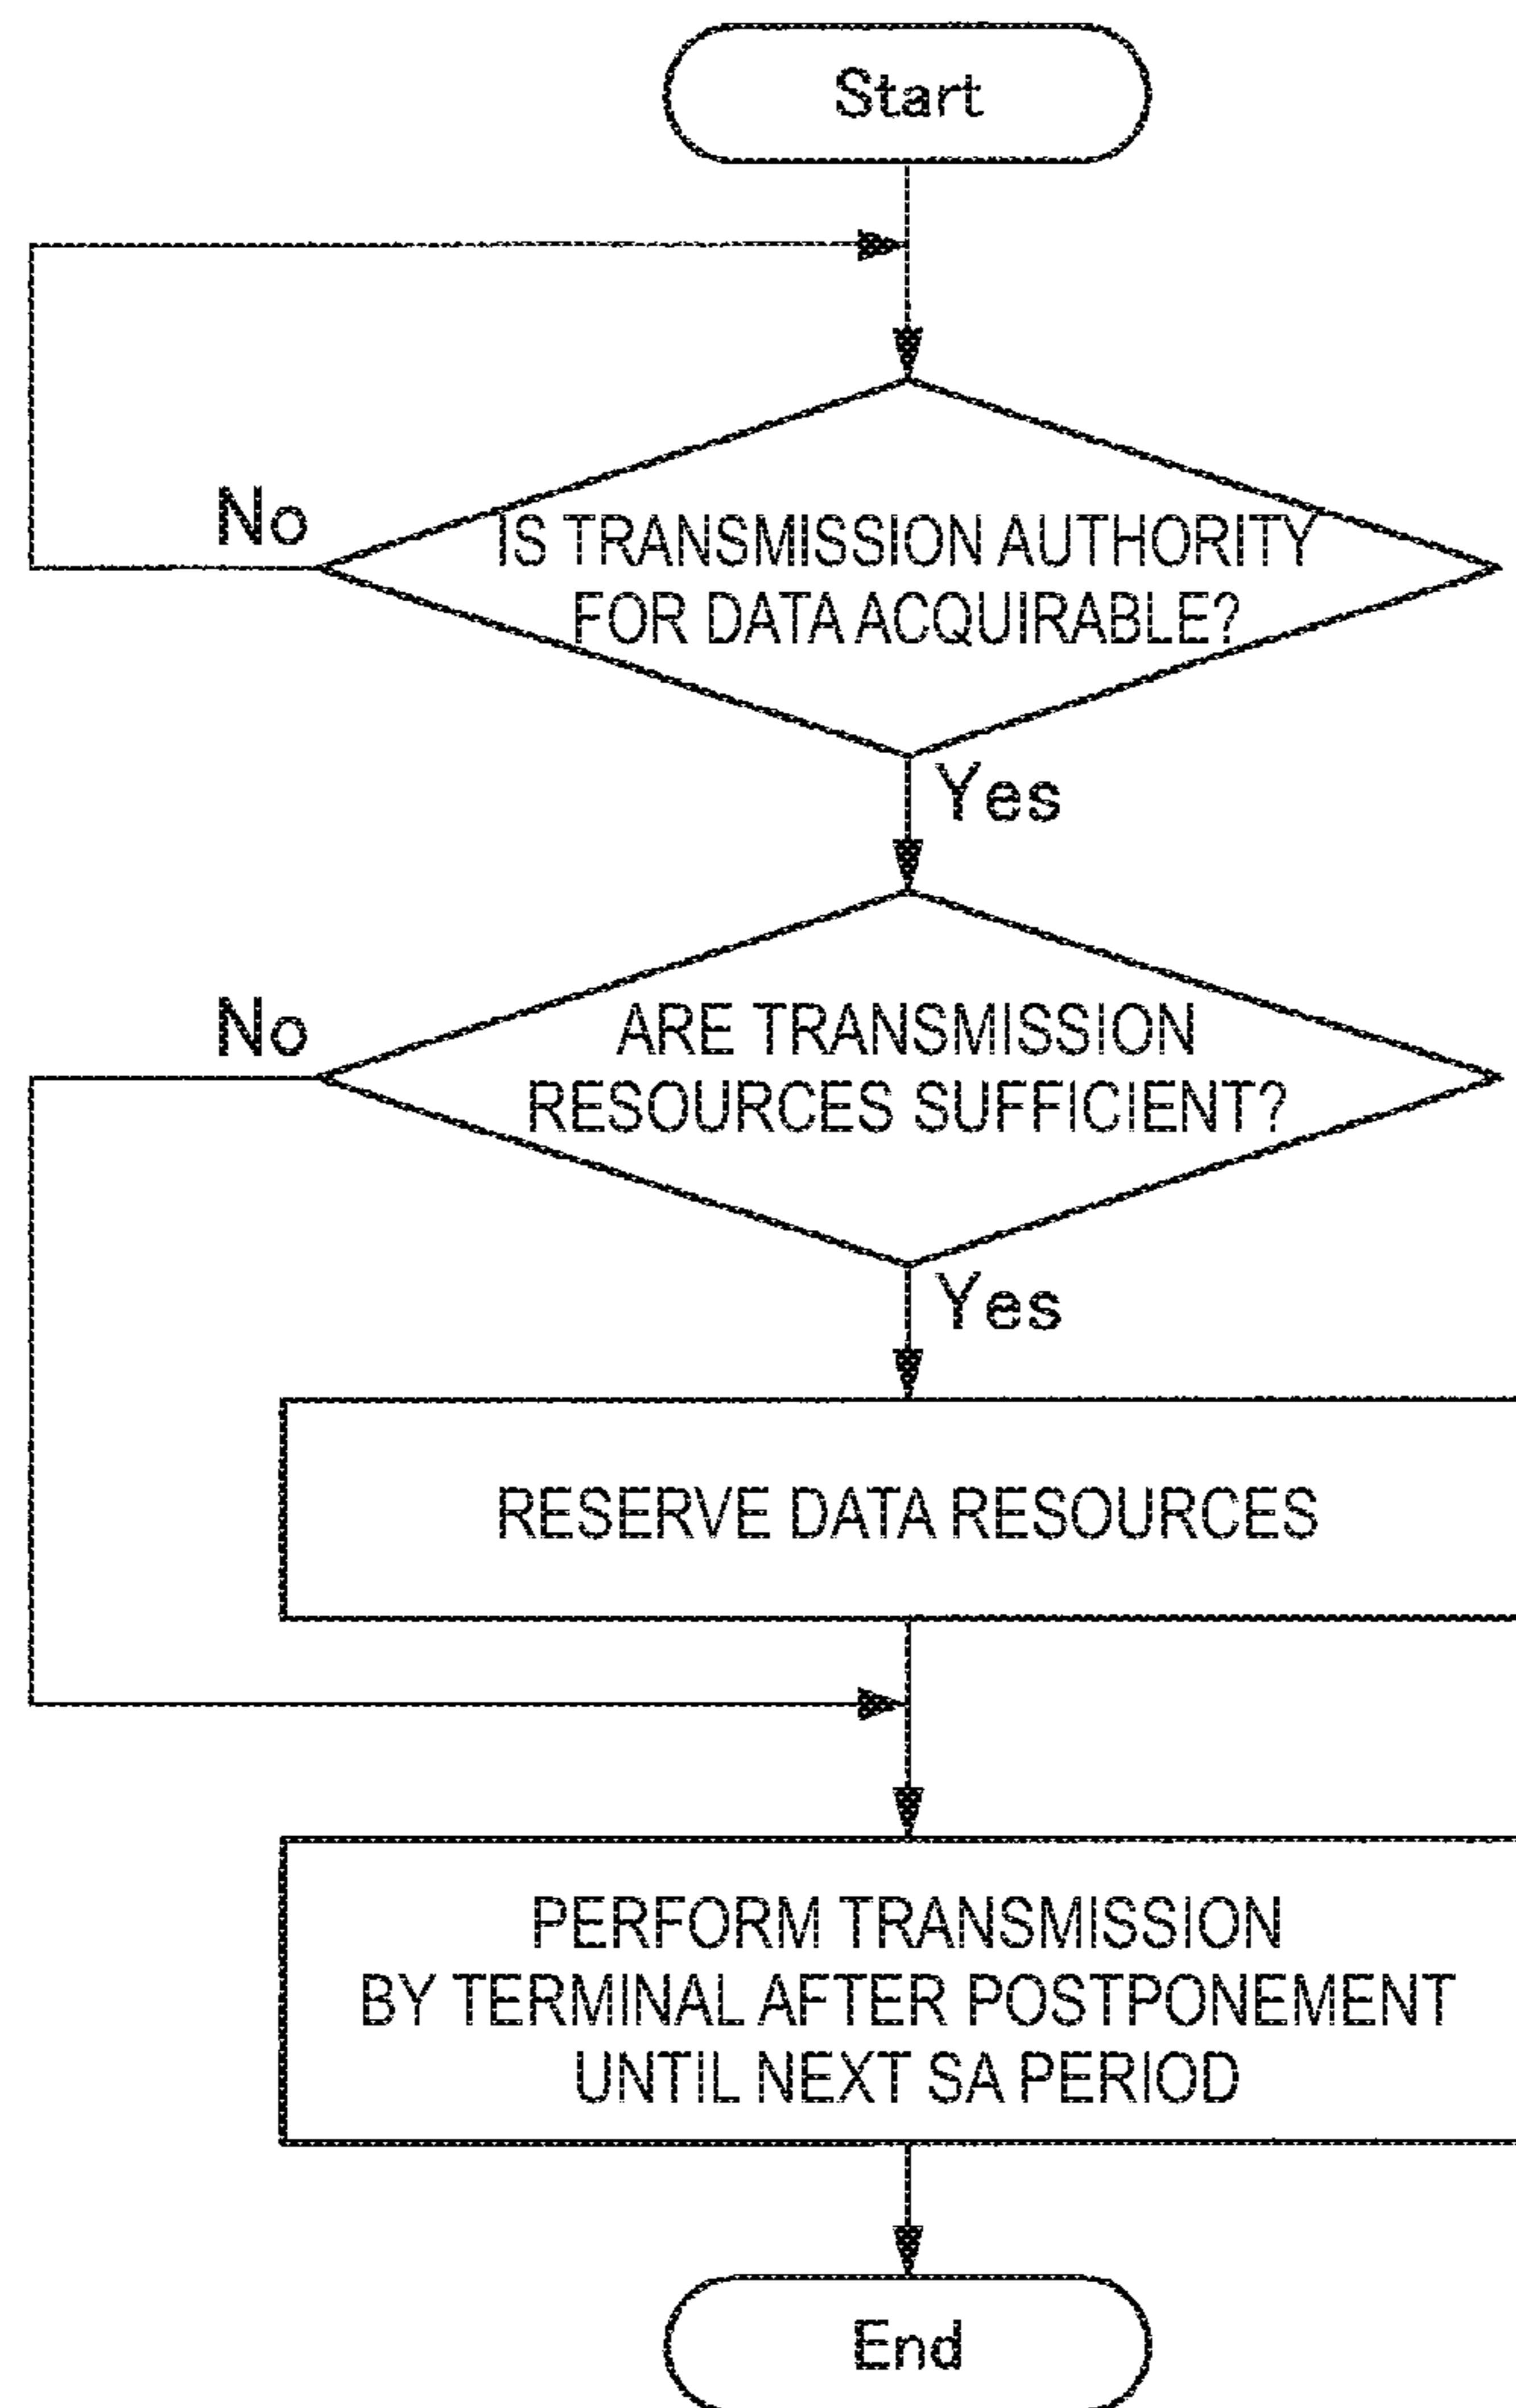 Start
No
IS TRANSMISSION AUTHORITY
FOR DATA ACQUIRABLE?
Yes
No
ARE TRANSMISSION
RESOURCES SUFFICIENT?
Yes
RESERVE DATA RESOURCES
PERFORM TRANSMISSION
BY TERMINAL AFTER POSTPONEMENT
UNTIL NEXT SA PERIOD
End